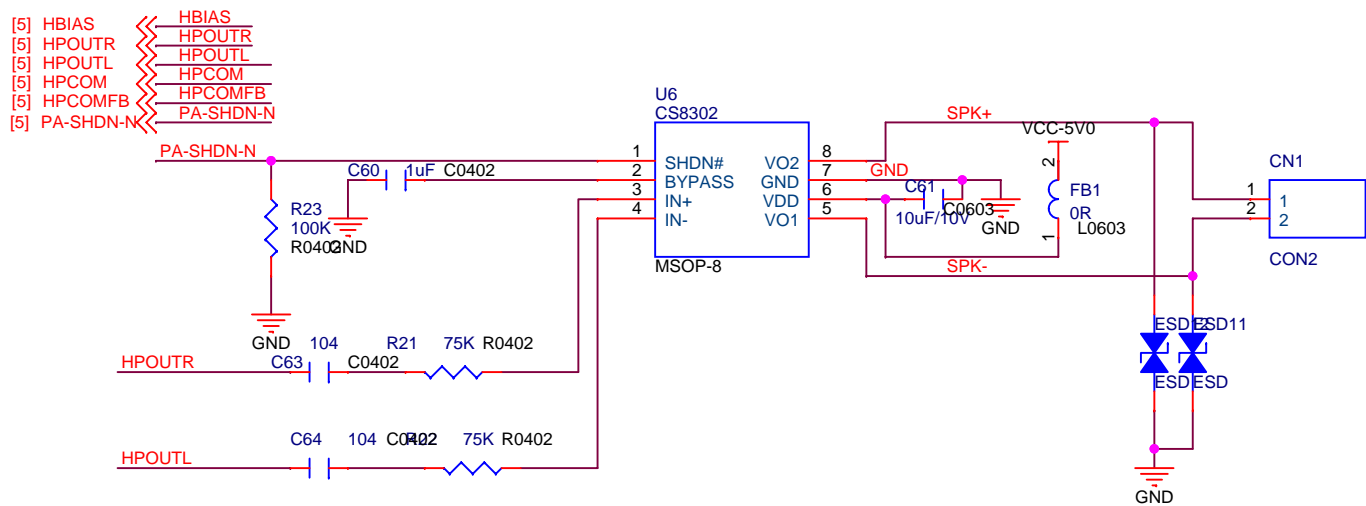 [5] HBIAS HBIAS
[5] HPOUTR HPOUTR
[5] HPOUTL HPOUTL
[5] HPCOM HPCOM
[5] HPCOMFB HPCOMFB
[5] PA-SHDN-N PA-SHDN-N
PA-SHDN-N
R23
100K
R0402
GND
C60 1uF C0402
GND
U6
CS8302
1 SHDN#
2 BYPASS
3 IN+
4 IN-
VO2 8
GND 7
VDD 6
VO1 5
MSOP-8
SPK+
GND
C61
C0603
10uF/10V
GND
VCC-5V0
2
FB1
0R
L0603
1
SPK-
CN1
1 1
2 2
CON2
ESD12 ESD11
ESD ESD
GND
HPOUTR
C63 104 C0402
R21 75K R0402
HPOUTL
C64 104 C0402
75K R0402